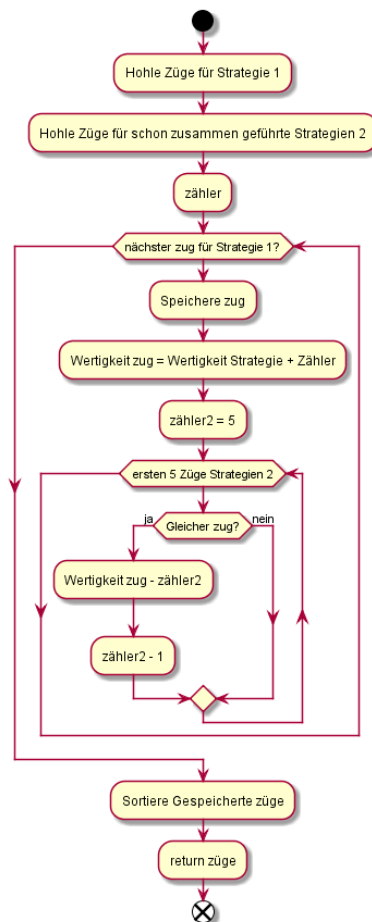 Hohle Züge für Strategie 1
Hohle Züge für schon zusammen geführte Strategien 2
zähler
nächster zug für Strategie 1?
Speichere zug
Wertigkeit zug = Wertigkeit Strategie + Zähler
zähler2 = 5
ersten 5 Züge Strategien 2
ja
Gleicher zug?
nein
Wertigkeit zug - zähler2
zähler2 - 1
Sortiere Gespeicherte züge
return züge